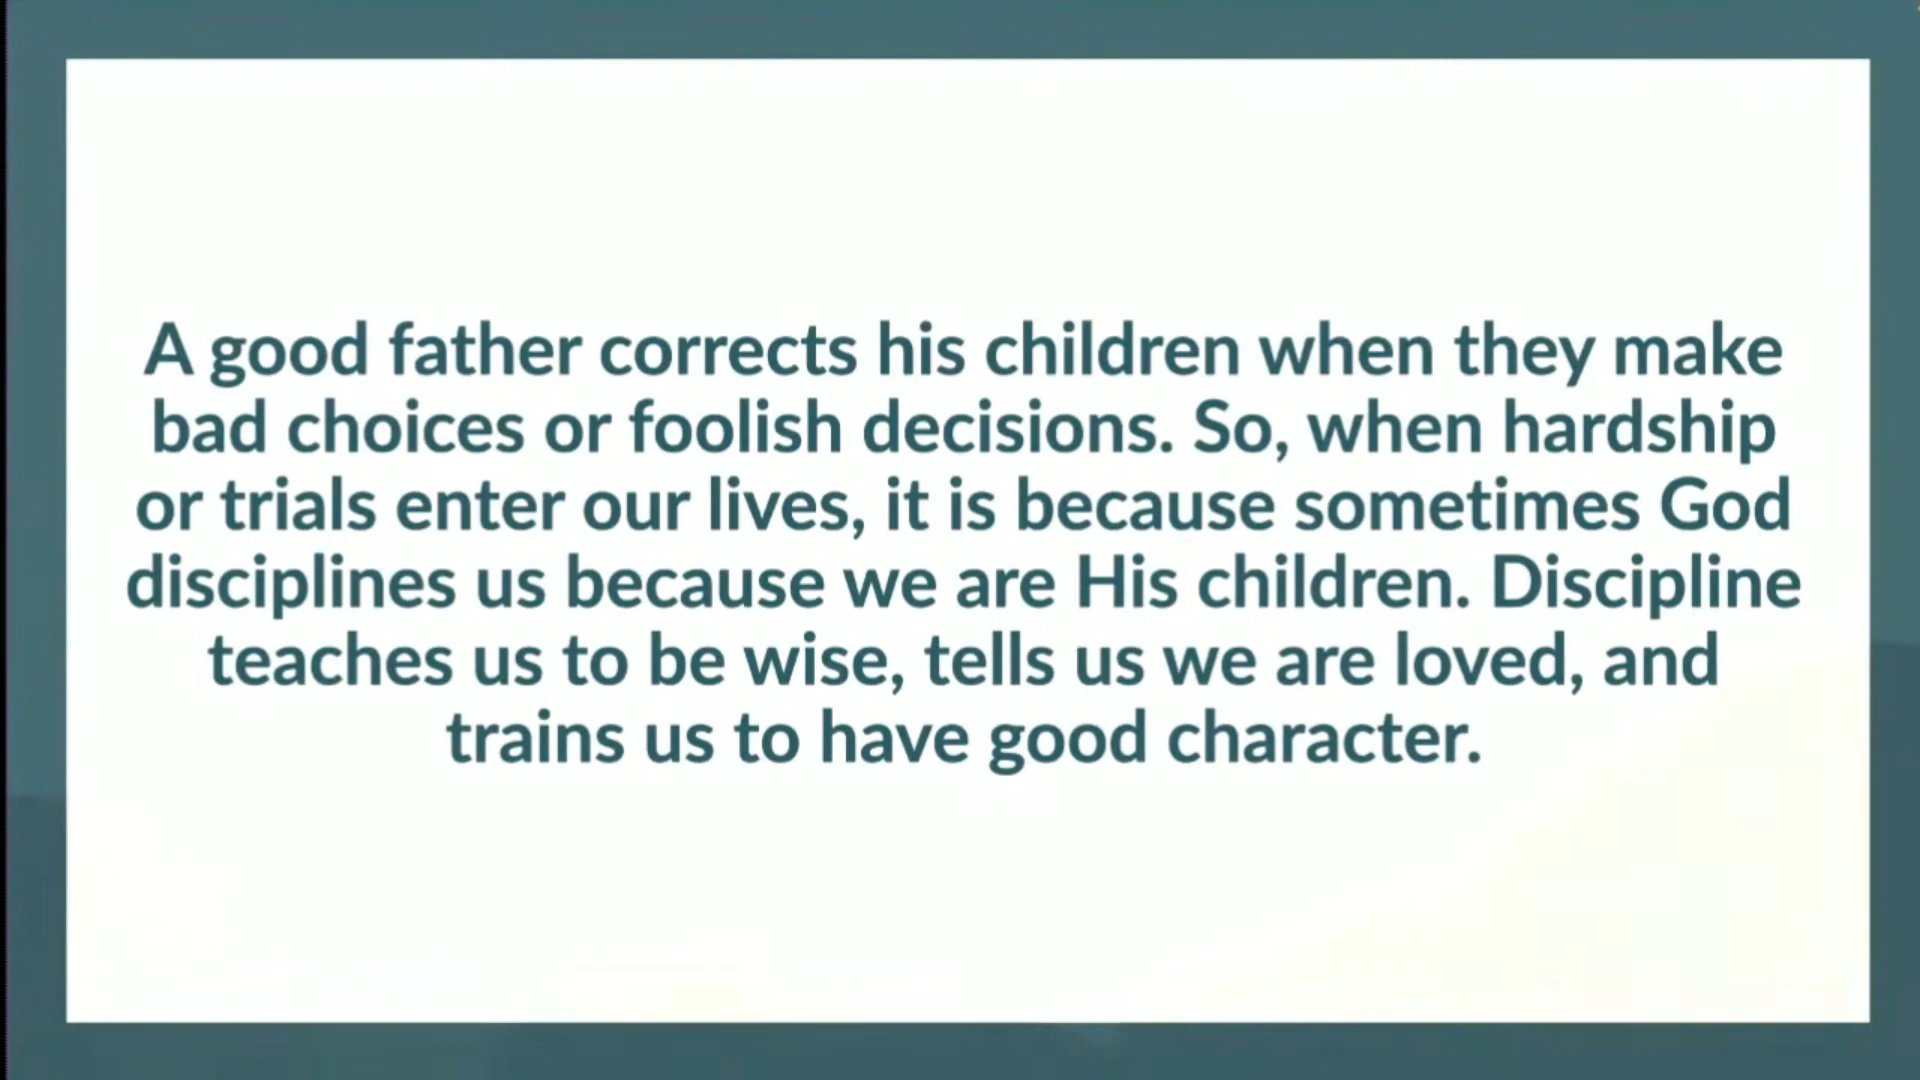 A good father corrects his children when they make
bad choices or foolish decisions. So, when hardship
or trials enter our lives, it is because sometimes God
disciplines us because we are His children. Discipline
teaches us to be wise, tells us we are loved, and
trains us to have good character.